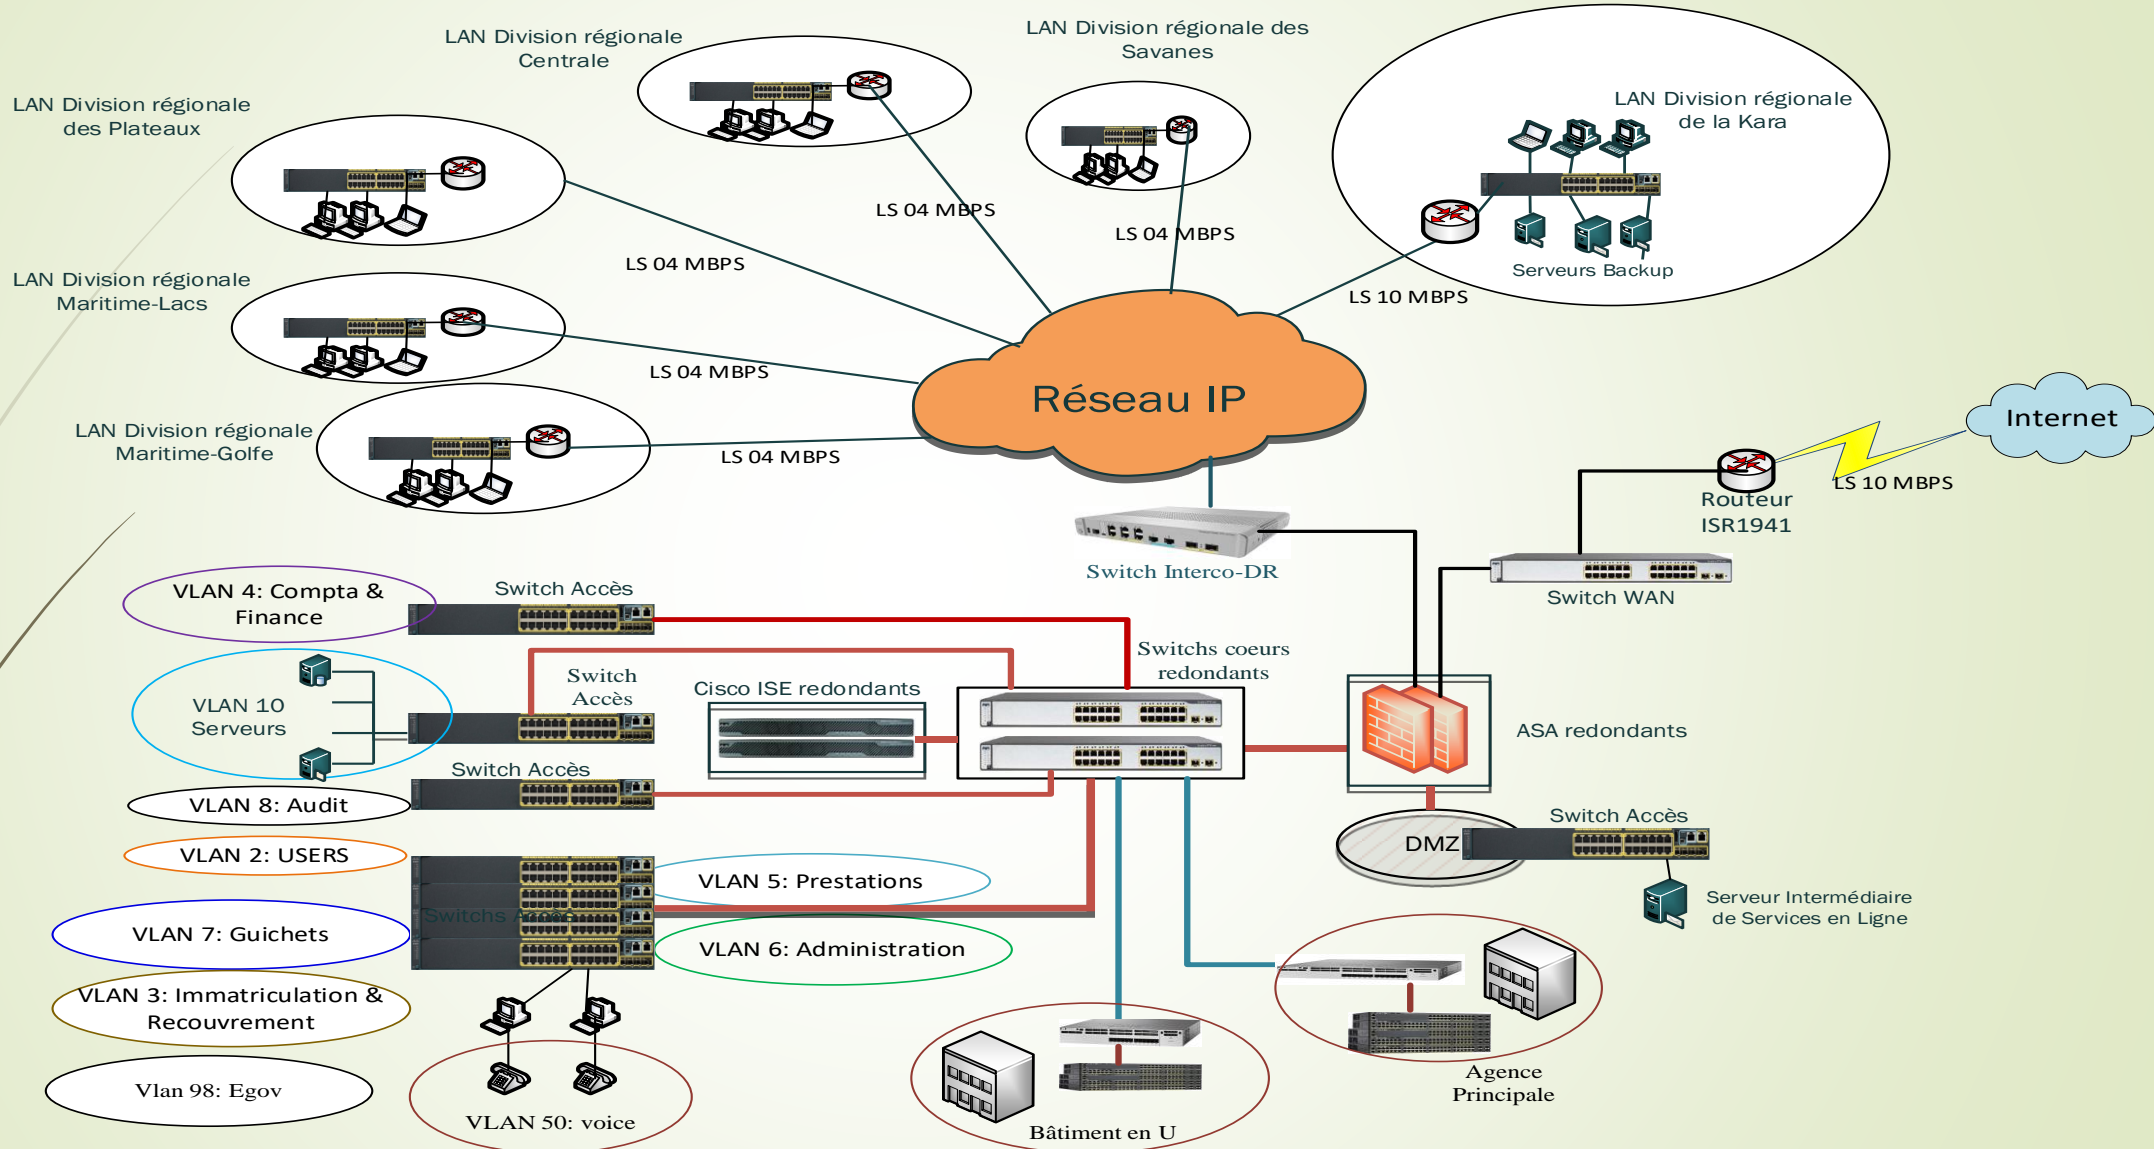 LAN Division régionale
Centrale
LAN Division régionale des
Savanes
LAN Division régionale
des Plateaux
LAN Division régionale
de la Kara
LS 04 MBPS
LS 04 MBPS
LS 04 MBPS
Serveurs Backup
LAN Division régionale
Maritime-Lacs
LS 10 MBPS
LS 04 MBPS
Réseau IP
Internet
LAN Division régionale
Maritime-Golfe
LS 04 MBPS
LS 10 MBPS
Routeur
ISR1941
Switch Interco-DR
Switch WAN
VLAN 4: Compta &
Finance
Switch Accès
Switchs coeurs
redondants
Switch
Accès
Cisco ISE redondants
VLAN 10
Serveurs
ASA redondants
Switch Accès
VLAN 8: Audit
Switch Accès
DMZ
VLAN 2: USERS
VLAN 5: Prestations
Serveur Intermédiaire
de Services en Ligne
Switchs Accès
VLAN 7: Guichets
VLAN 6: Administration
VLAN 3: Immatriculation &
Recouvrement
Agence
Principale
Vlan 98: Egov
VLAN 50: voice
Bâtiment en U